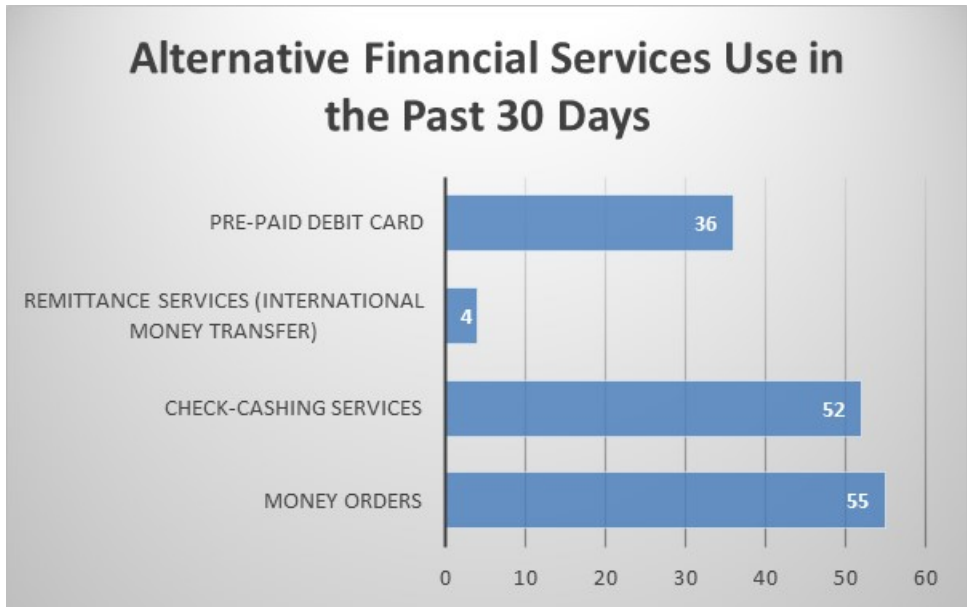 Alternative Financial Services Use in
the Past 30 Days
PRE-PAID DEBIT CARD
36
REMITTANCE SERVICES (INTERNATIONAL
MONEY TRANSFER)
4
CHECK-CASHING SERVICES
52
MONEY ORDERS
55
0 10 20 30 40 50 60